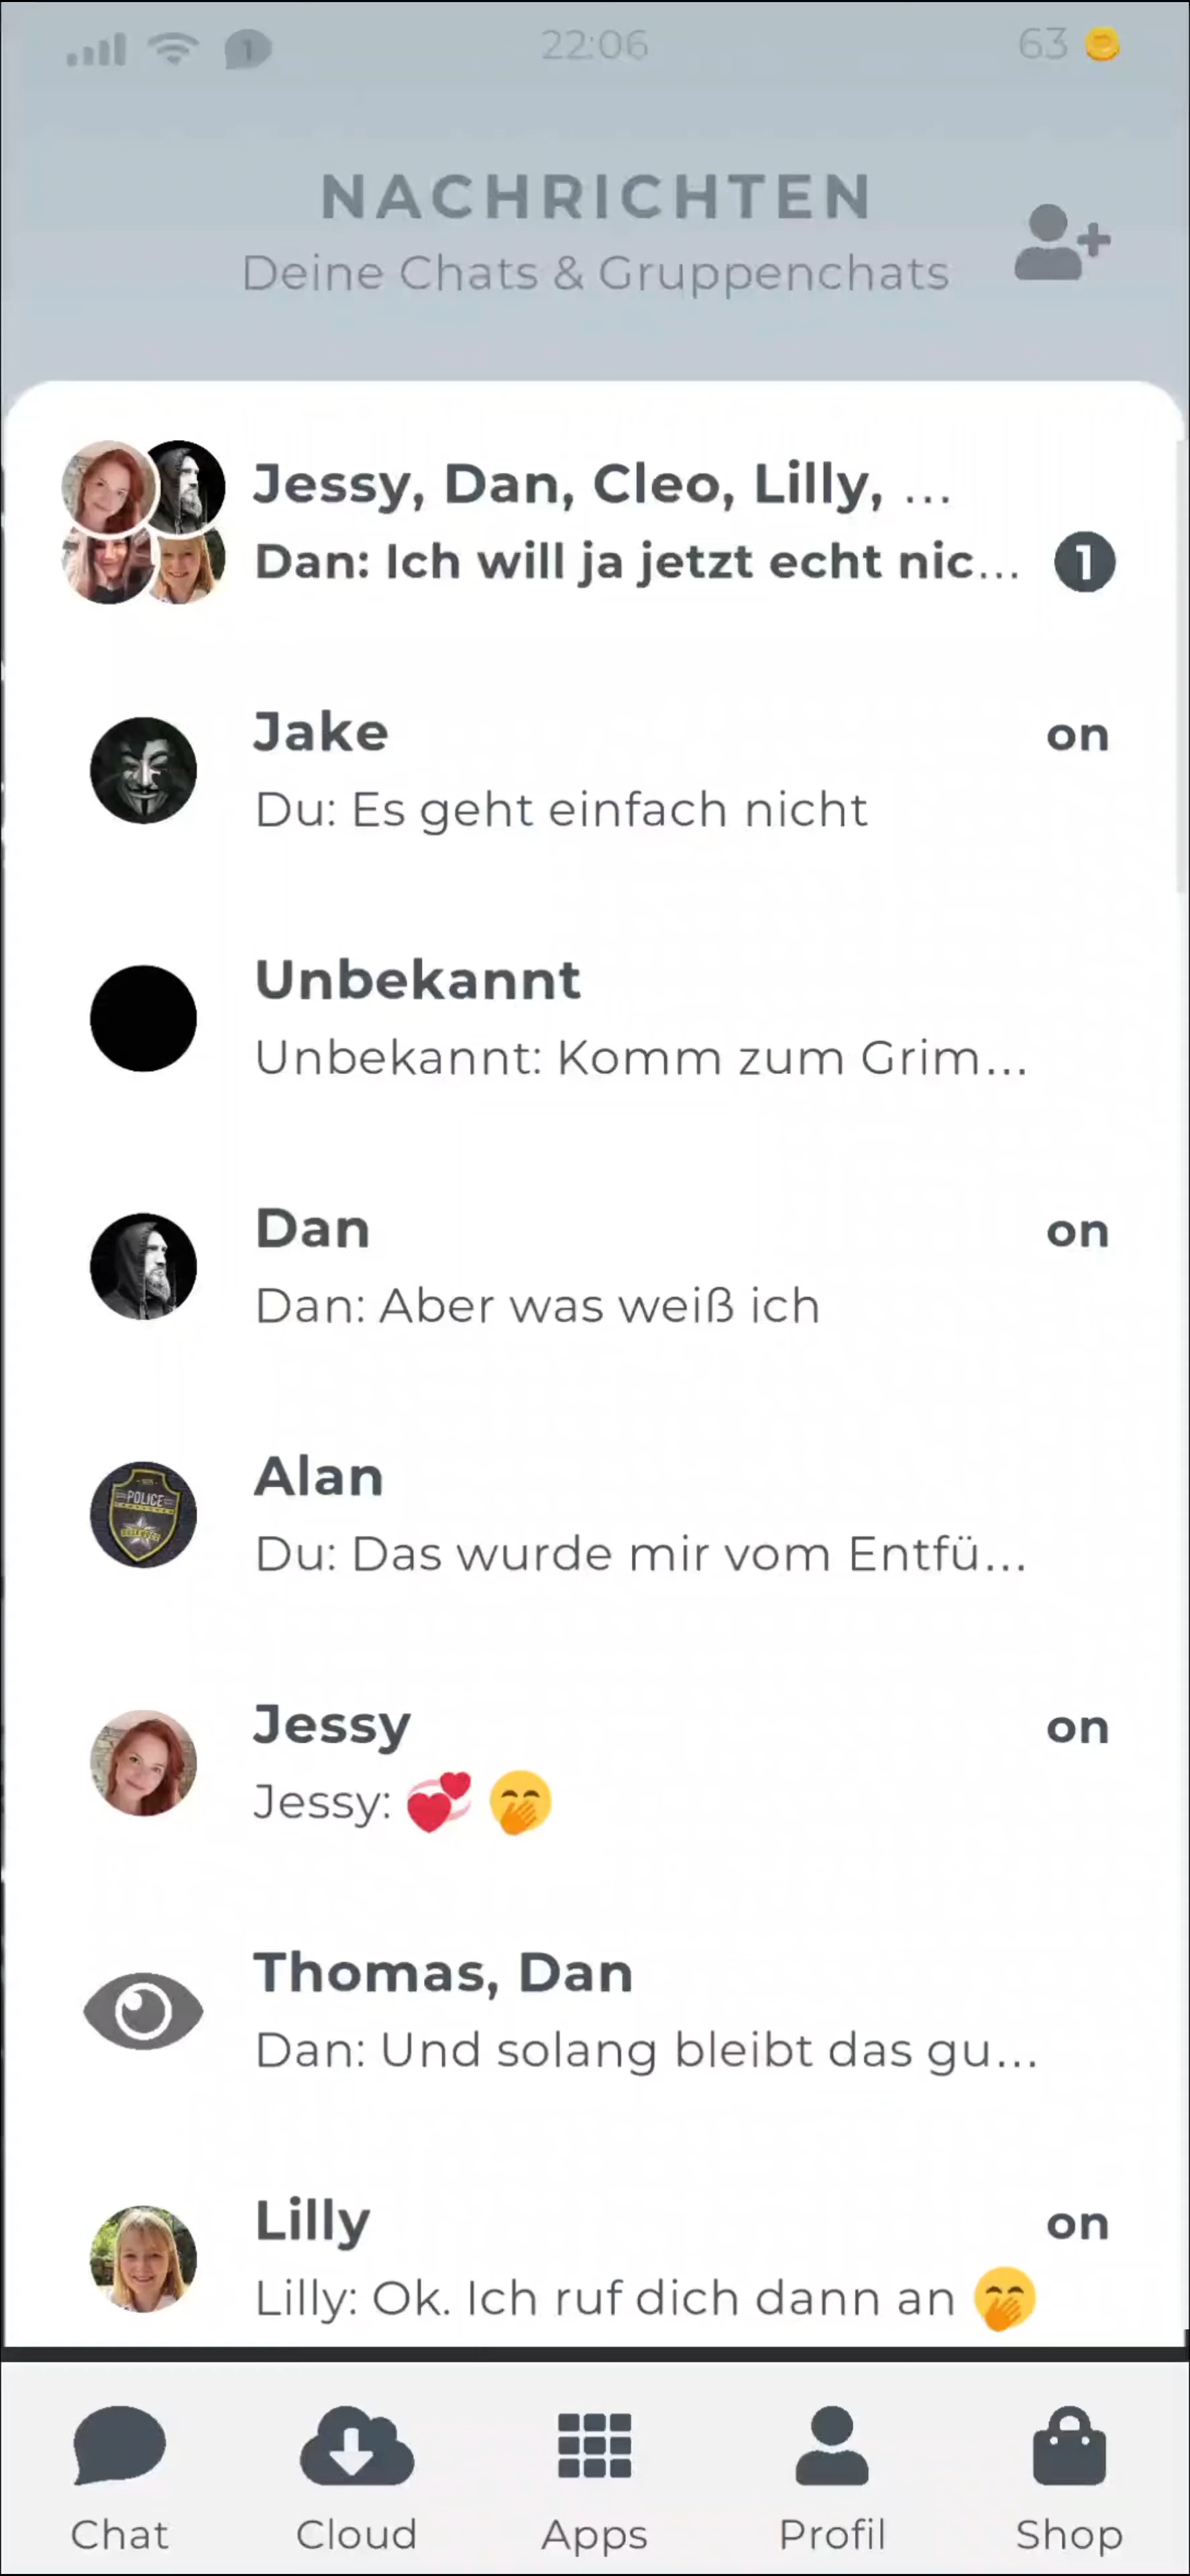 1
22:06
63
NACHRICHTEN
Deine Chats & Gruppenchats
Jessy, Dan, Cleo, Lilly, ...
Dan: Ich will ja jetzt echt nic...
1
Jake
on
Du: Es geht einfach nicht
Unbekannt
Unbekannt: Komm zum Grim...
Dan
on
Dan: Aber was weiß ich
Alan
POLICE
Du: Das wurde mir vom Entfü...
Jessy
on
Jessy: 💞 🤭
Thomas, Dan
Dan: Und solang bleibt das gu...
Lilly
on
Lilly: Ok. Ich ruf dich dann an 🤭
Chat
Cloud
Apps
Profil
Shop